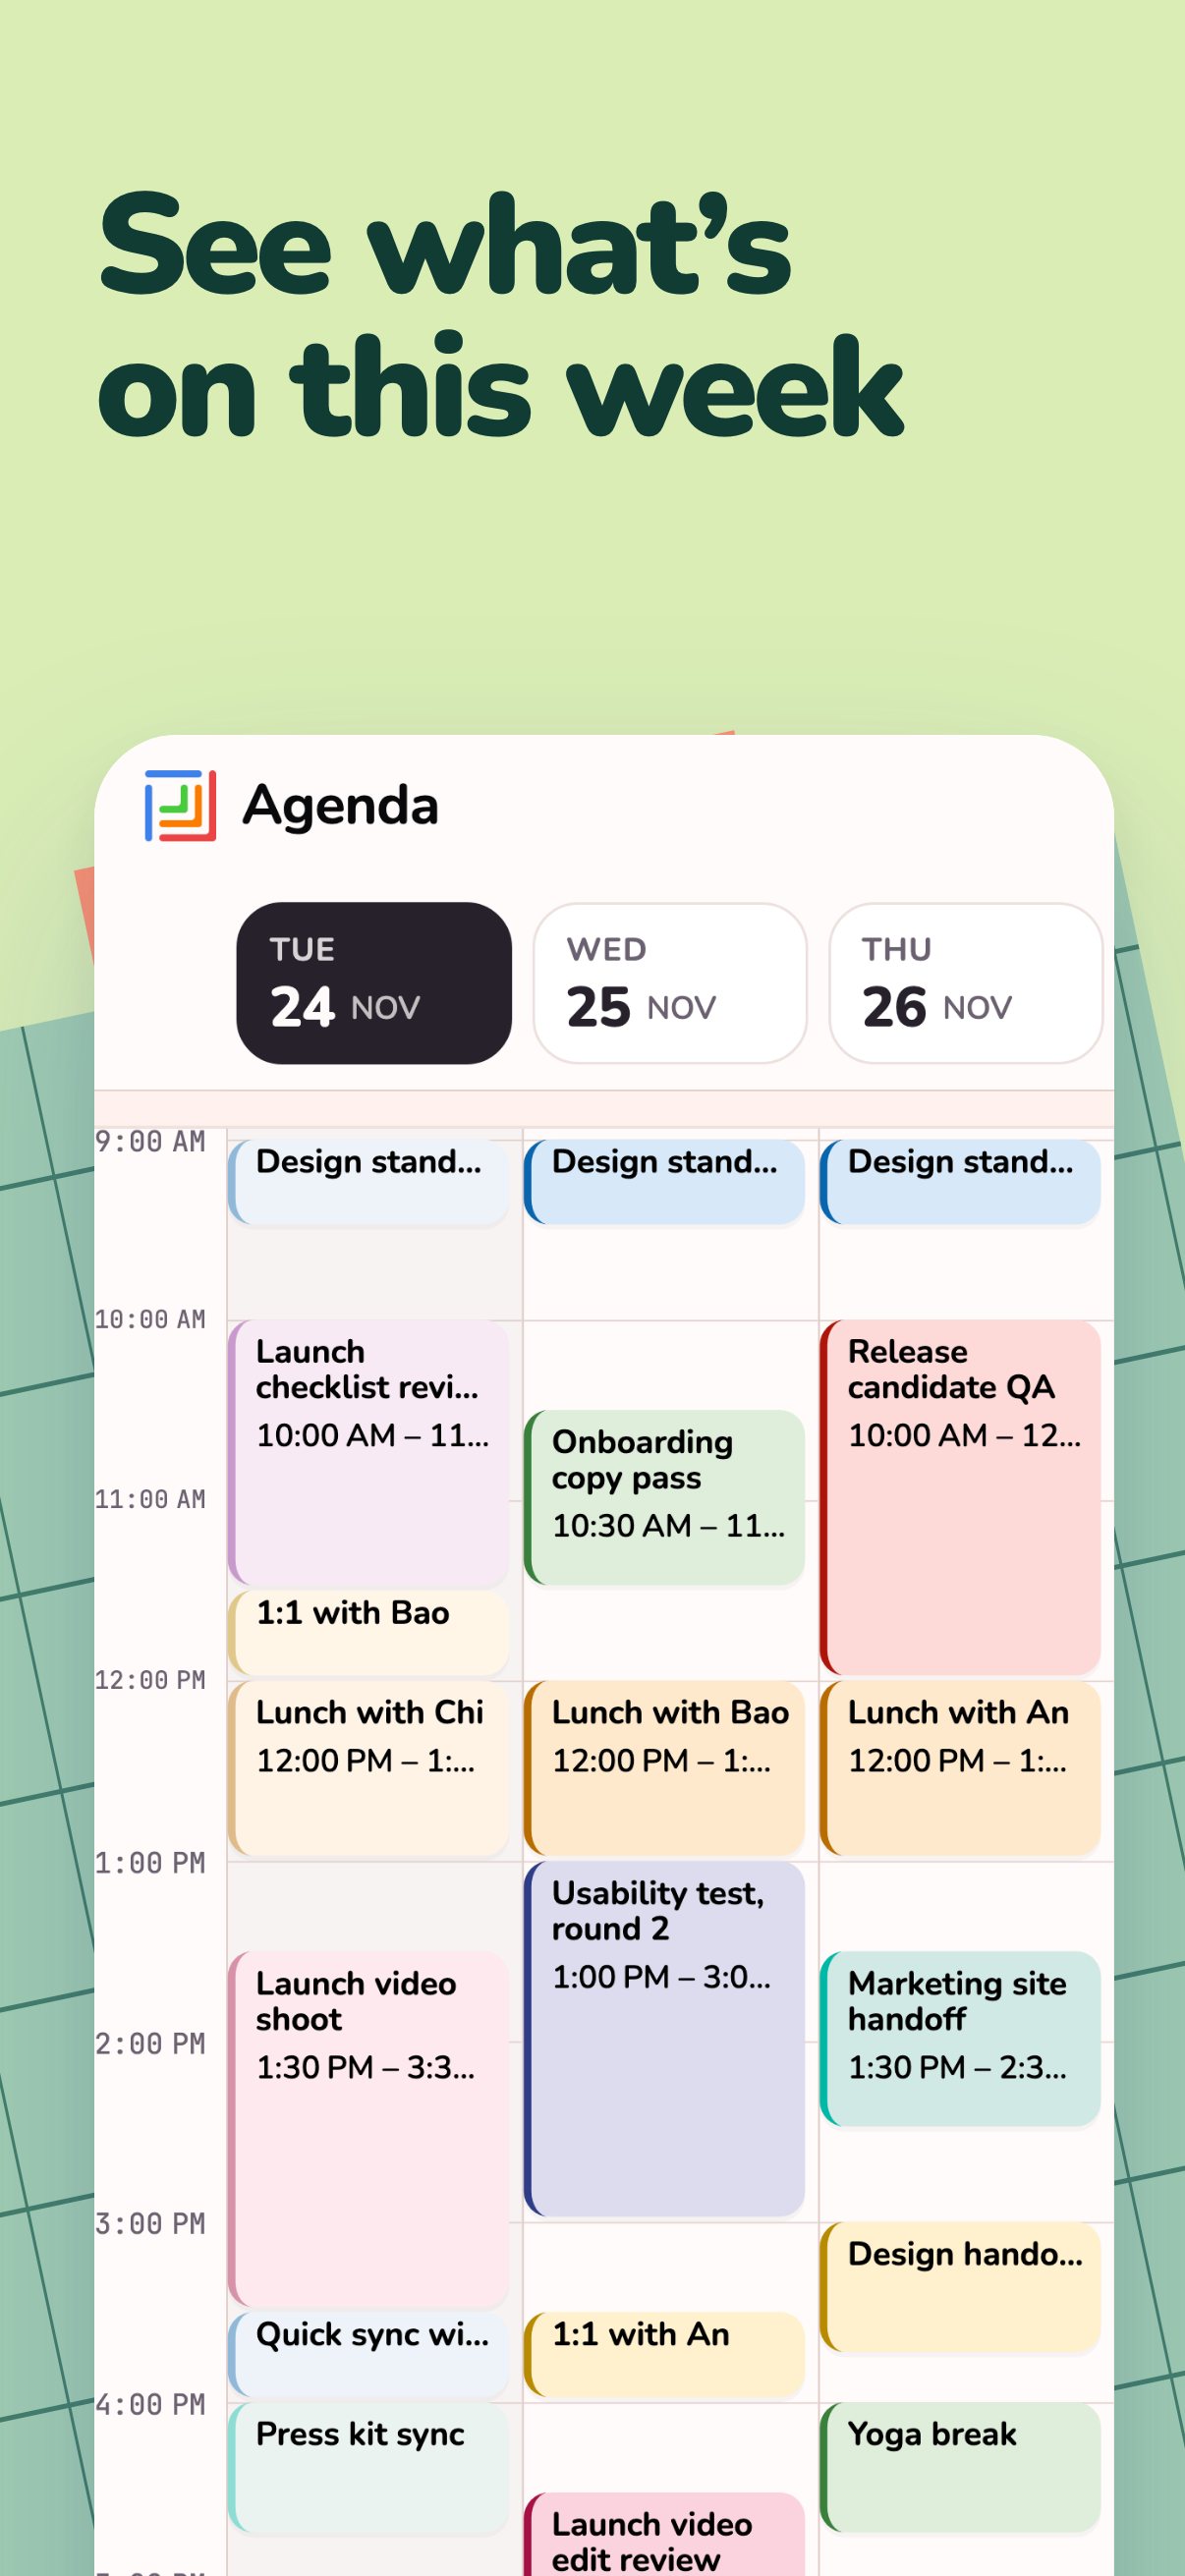 See what’s
on this week
Agenda
TUE
24 NOV
WED
25 NOV
THU
26 NOV
9:00 AM
Design stand...
Design stand...
Design stand...
10:00 AM
Launch
checklist revi...
10:00 AM – 11...
Release
candidate QA
10:00 AM – 12...
Onboarding
copy pass
10:30 AM – 11...
11:00 AM
1:1 with Bao
12:00 PM
Lunch with Chi
12:00 PM – 1:...
Lunch with Bao
12:00 PM – 1:...
Lunch with An
12:00 PM – 1:...
1:00 PM
Usability test,
round 2
1:00 PM – 3:0...
Launch video
shoot
1:30 PM – 3:3...
Marketing site
handoff
1:30 PM – 2:3...
2:00 PM
3:00 PM
Design hando...
Quick sync wi...
1:1 with An
4:00 PM
Press kit sync
Yoga break
Launch video
edit review